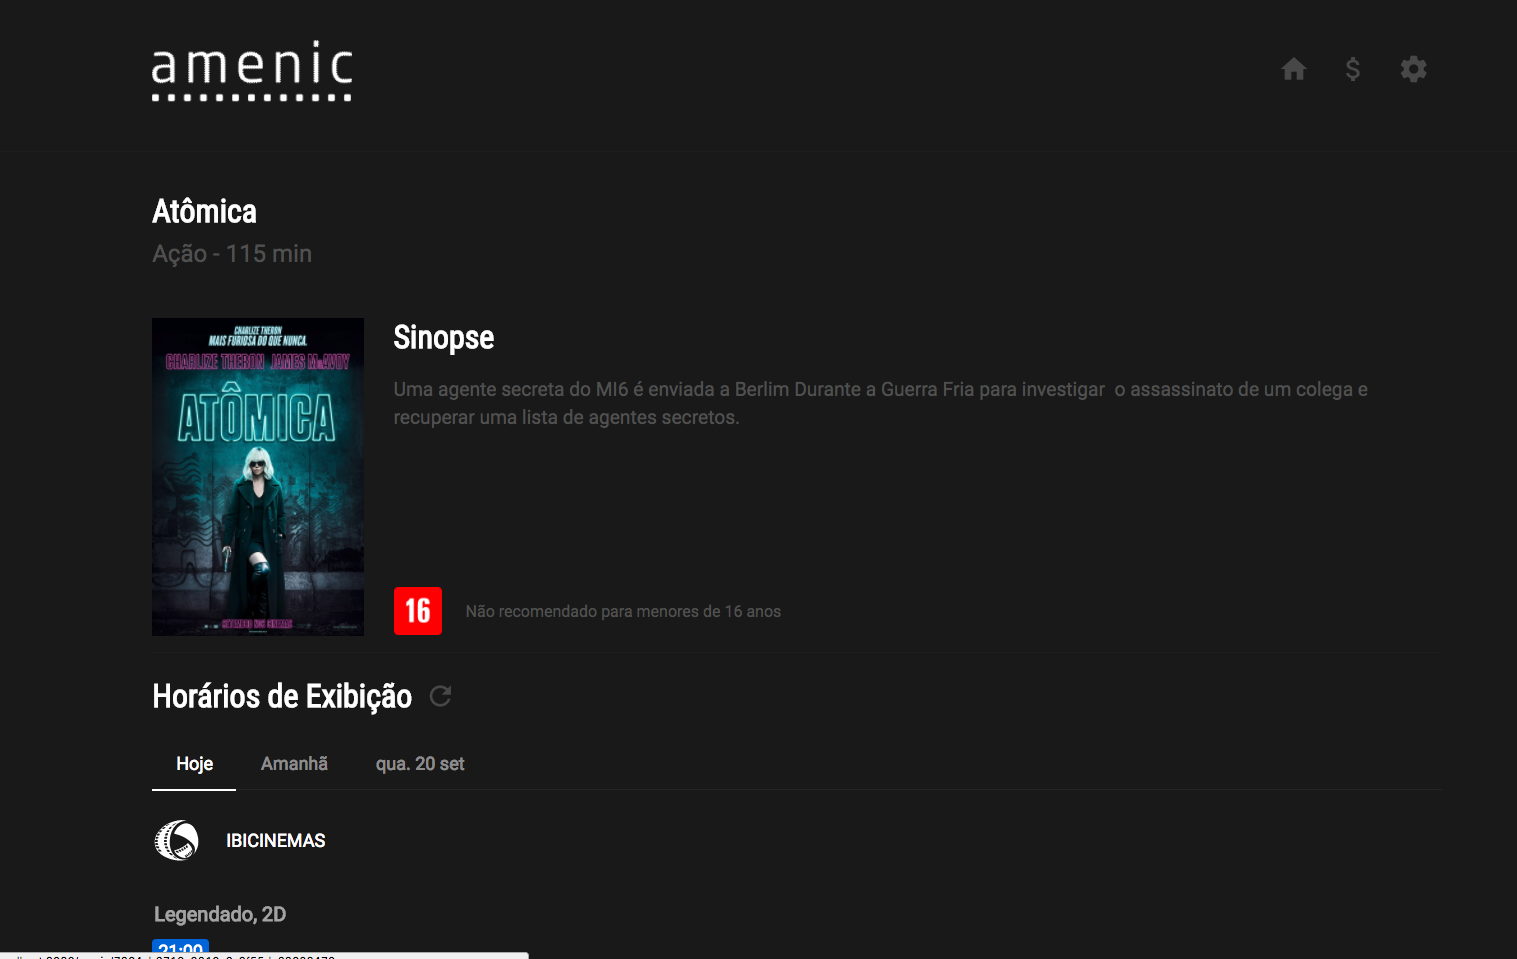 amenic
Atômica
Ação - 115 min
CHARLIZE THERON
MAIS FURIOSA DO QUE NUNCA.
CHARLIZE THERON JAMES McAVOY
ATÔMICA
Sinopse
Uma agente secreta do MI6 é enviada a Berlim Durante a Guerra Fria para investigar  o assassinato de um colega e
recuperar uma lista de agentes secretos.
16
Não recomendado para menores de 16 anos
Horários de Exibição
Hoje
Amanhã
qua. 20 set
IBICINEMAS
Legendado, 2D
21:00